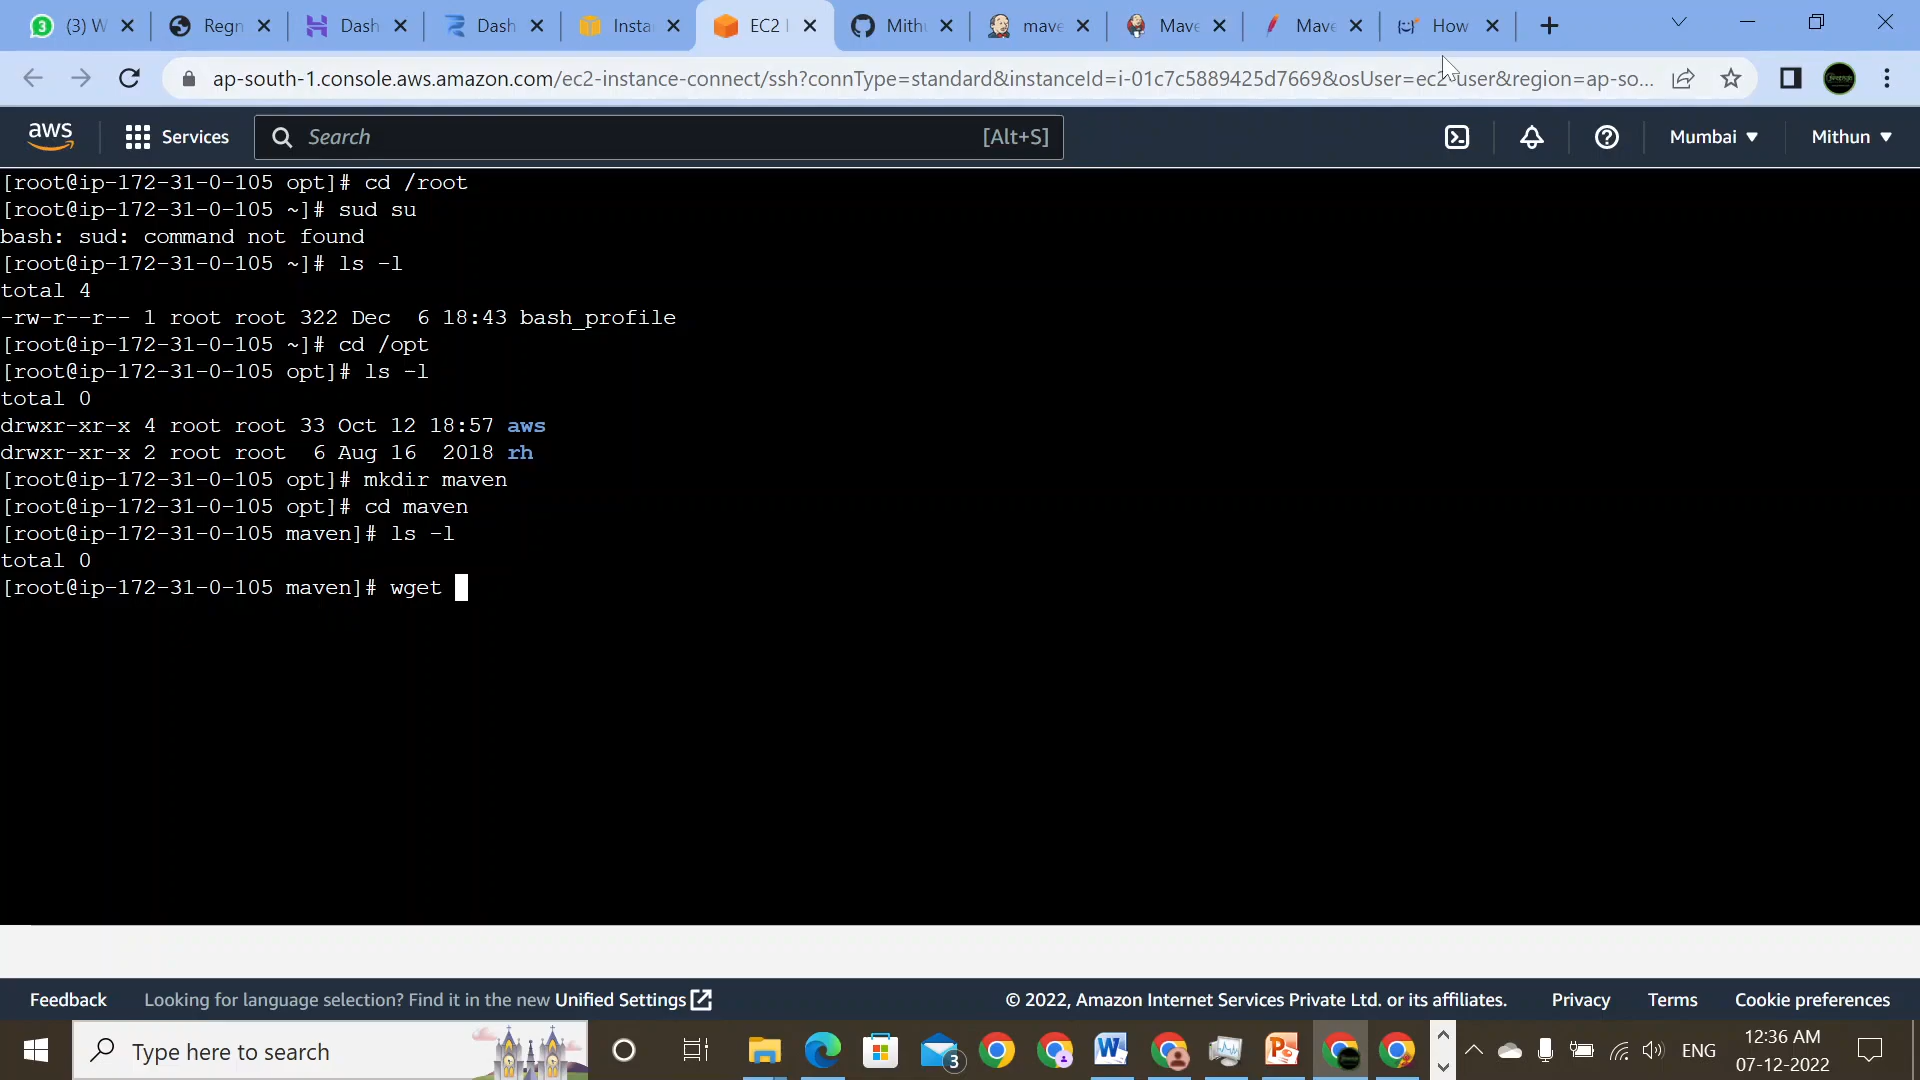 (3) W
Regn
Dash
Dash
Insta
EC2 I
Mithu
mave
Mave
Mave
How
ap-south-1.console.aws.amazon.com/ec2-instance-connect/ssh?connType=standard&instanceId=i-01c7c5889425d7669&osUser=ec2-user&region=ap-so...
aws
Services
Search
[Alt+S]
Mumbai
Mithun
[root@ip-172-31-0-105 opt]# cd /root
[root@ip-172-31-0-105 ~]# sud su
bash: sud: command not found
[root@ip-172-31-0-105 ~]# ls -l
total 4
-rw-r--r-- 1 root root 322 Dec  6 18:43 bash_profile
[root@ip-172-31-0-105 ~]# cd /opt
[root@ip-172-31-0-105 opt]# ls -l
total 0
drwxr-xr-x 4 root root 33 Oct 12 18:57 aws
drwxr-xr-x 2 root root  6 Aug 16  2018 rh
[root@ip-172-31-0-105 opt]# mkdir maven
[root@ip-172-31-0-105 opt]# cd maven
[root@ip-172-31-0-105 maven]# ls -l
total 0
[root@ip-172-31-0-105 maven]# wget
Feedback
Looking for language selection? Find it in the new Unified Settings
© 2022, Amazon Internet Services Private Ltd. or its affiliates.
Privacy
Terms
Cookie preferences
Type here to search
3
ENG
12:36 AM
07-12-2022